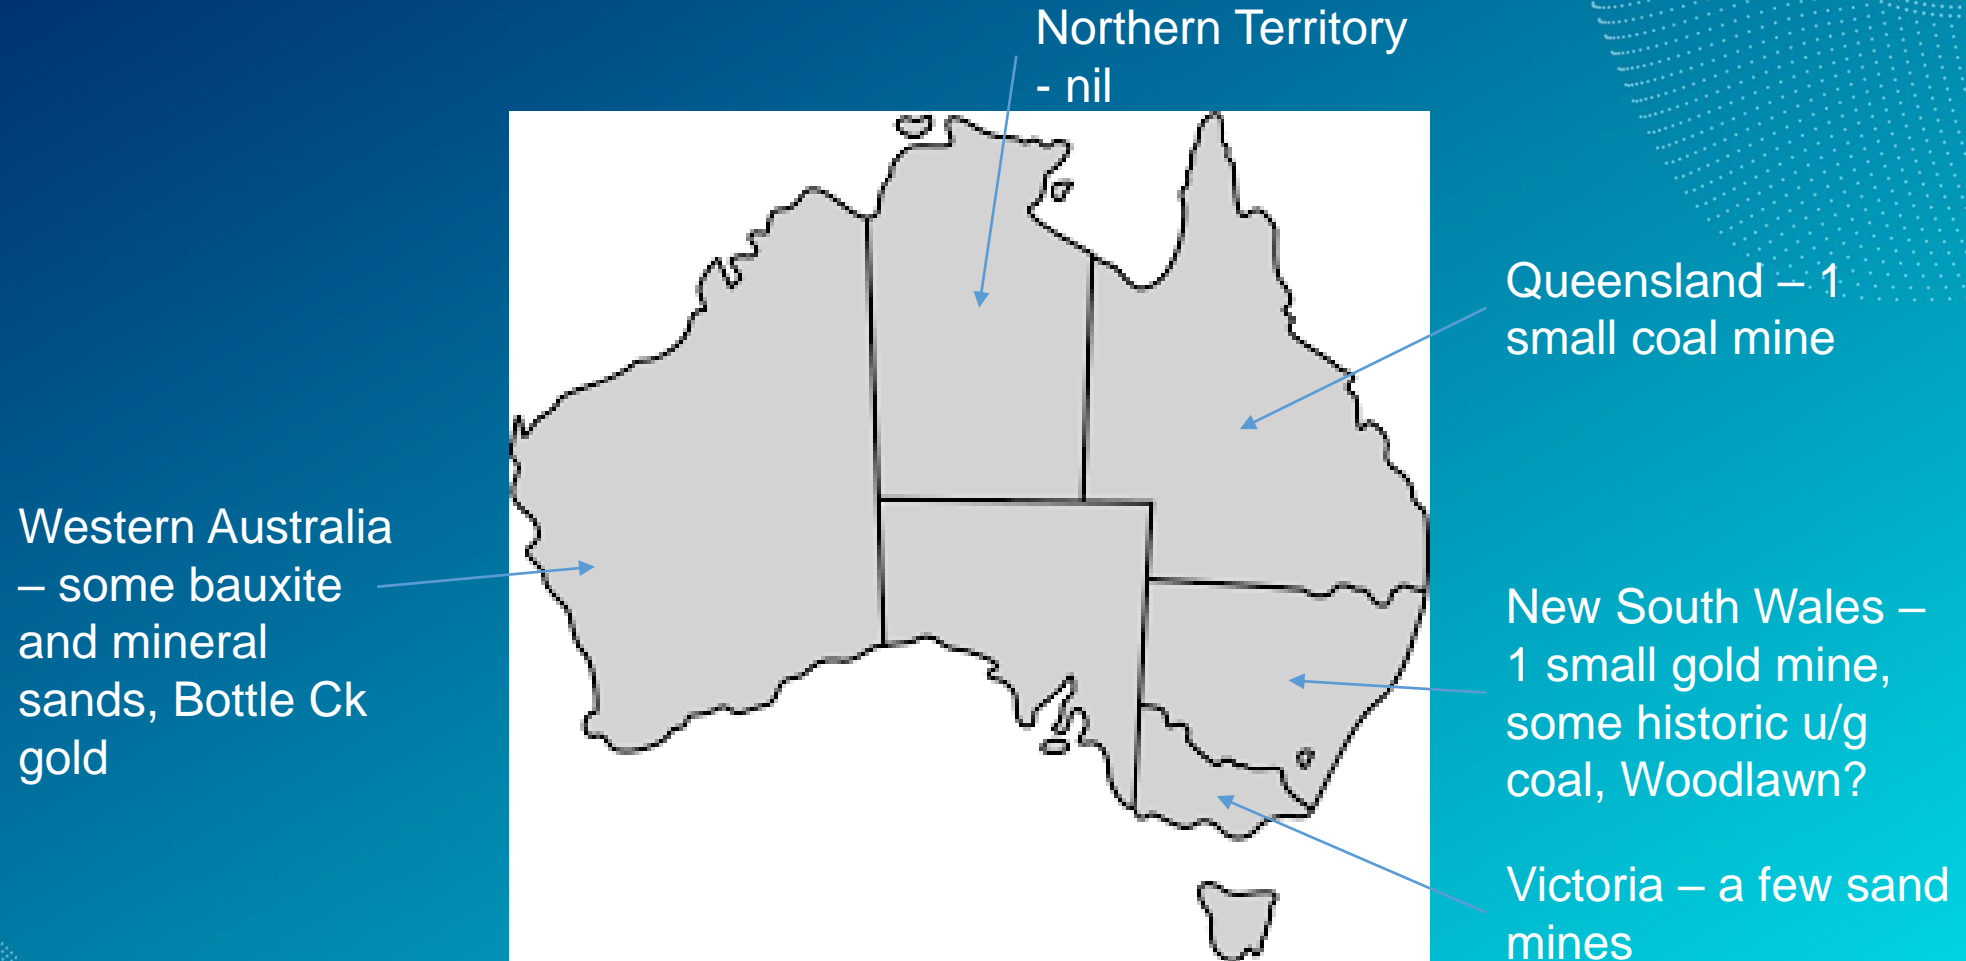 Northern Territory
- nil
Queensland – 1
small coal mine
Western Australia
– some bauxite
and mineral
sands, Bottle Ck
gold
New South Wales –
1 small gold mine,
some historic u/g
coal, Woodlawn?
Victoria – a few sand
mines